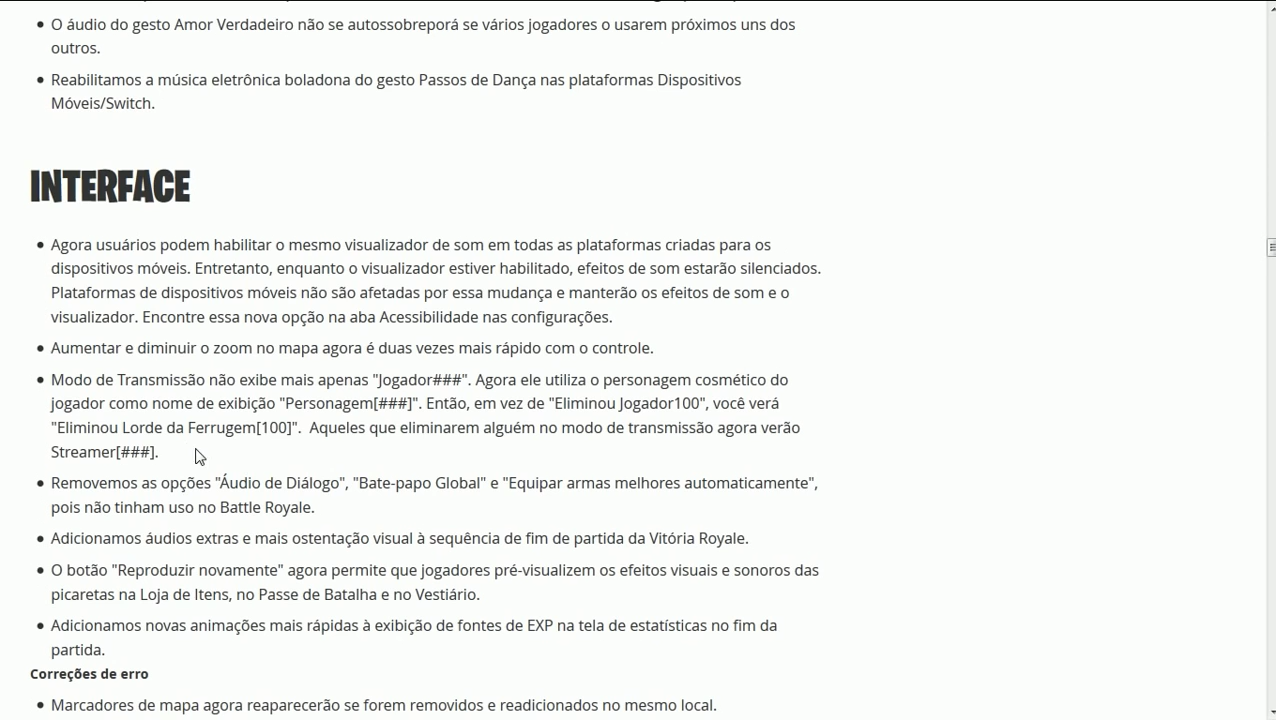 O áudio do gesto Amor Verdadeiro não se autossobreporá se vários jogadores o usarem próximos uns dos
outros.
Reabilitamos a música eletrônica boladona do gesto Passos de Dança nas plataformas Dispositivos
Móveis/Switch.
INTERFACE
Agora usuários podem habilitar o mesmo visualizador de som em todas as plataformas criadas para os
dispositivos móveis. Entretanto, enquanto o visualizador estiver habilitado, efeitos de som estarão silenciados.
Plataformas de dispositivos móveis não são afetadas por essa mudança e manterão os efeitos de som e o
visualizador. Encontre essa nova opção na aba Acessibilidade nas configurações.
Aumentar e diminuir o zoom no mapa agora é duas vezes mais rápido com o controle.
Modo de Transmissão não exibe mais apenas "Jogador###". Agora ele utiliza o personagem cosmético do
jogador como nome de exibição "Personagem[###]". Então, em vez de "Eliminou Jogador100", você verá
"Eliminou Lorde da Ferrugem[100]".  Aqueles que eliminarem alguém no modo de transmissão agora verão
Streamer[###].
Removemos as opções "Áudio de Diálogo", "Bate-papo Global" e "Equipar armas melhores automaticamente",
pois não tinham uso no Battle Royale.
Adicionamos áudios extras e mais ostentação visual à sequência de fim de partida da Vitória Royale.
O botão "Reproduzir novamente" agora permite que jogadores pré-visualizem os efeitos visuais e sonoros das
picaretas na Loja de Itens, no Passe de Batalha e no Vestiário.
Adicionamos novas animações mais rápidas à exibição de fontes de EXP na tela de estatísticas no fim da
partida.
Correções de erro
Marcadores de mapa agora reaparecerão se forem removidos e readicionados no mesmo local.